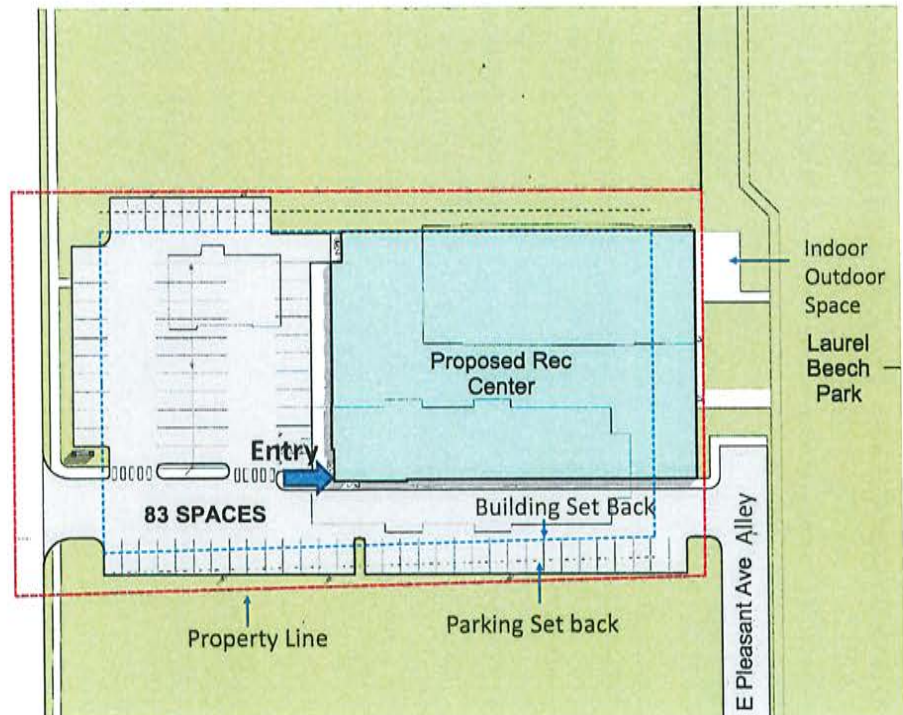 Indoor
Outdoor
Space
Laurel
Beech
Park
Proposed Rec
Center
Entry
83 SPACES
Building Set Back
Property Line
Parking Set back
E Pleasant Ave Alley